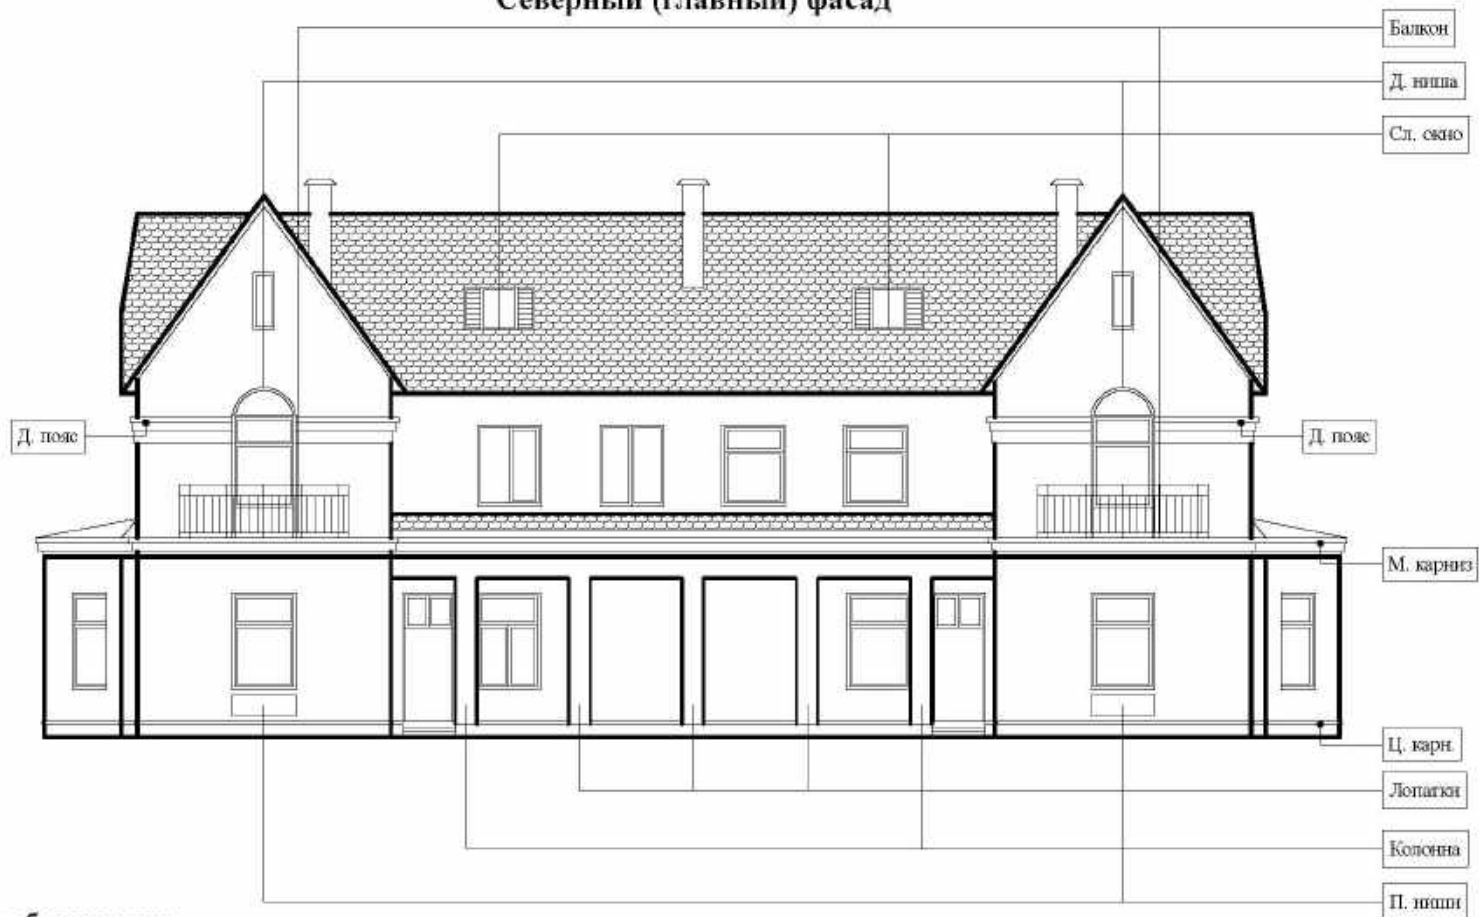 Северный (главный) фасад
Балкон
Д. ниша
Сл. окно
Д. пояс
Д. пояс
М. карниз
Ц. карн.
Лопатки
Колонна
П. ниши